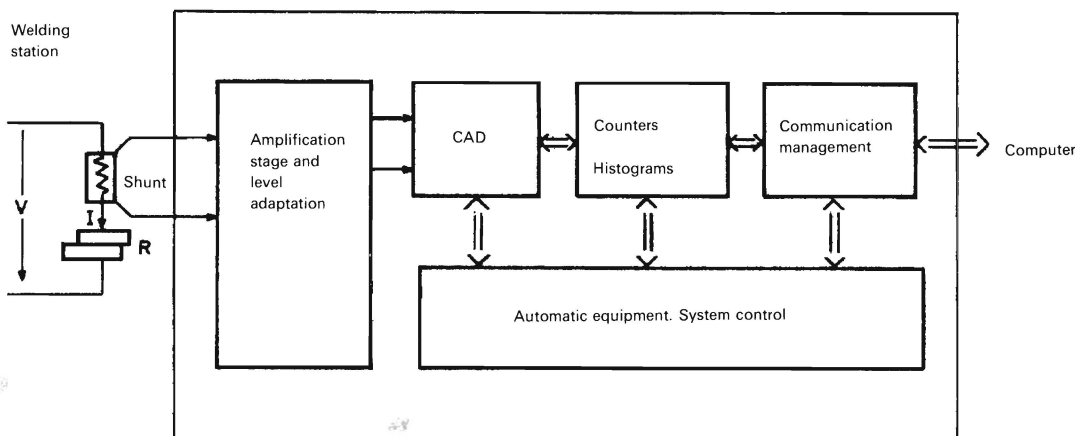 Welding
station
V
Shunt
I
R
Amplification
stage and
level
adaptation
CAD
Counters
Histograms
Communication
management
Computer
Automatic equipment. System control